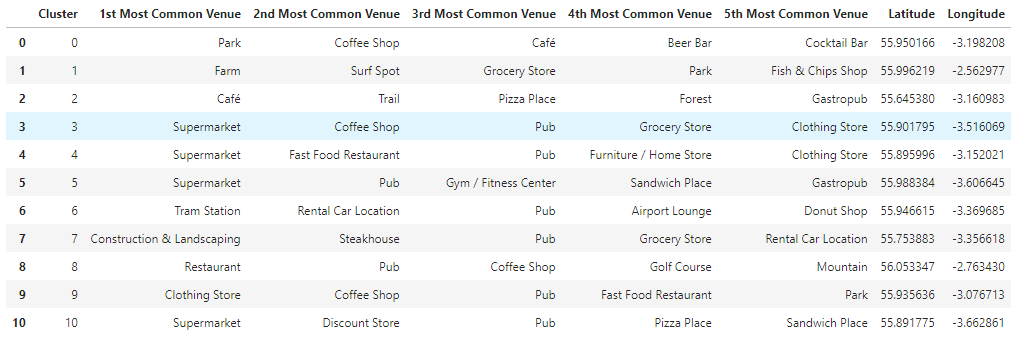 Cluster 1st Most Common Venue 2nd Most Common Venue 3rd Most Common Venue 4th Most Common Venue 5th Most Common Venue Latitude Longitude
0 0 Park Coffee Shop Café Beer Bar Cocktail Bar 55.950166 -3.198208
1 1 Farm Surf Spot Grocery Store Park Fish & Chips Shop 55.996219 -2.562977
2 2 Café Trail Pizza Place Forest Gastropub 55.645380 -3.160983
3 3 Supermarket Coffee Shop Pub Grocery Store Clothing Store 55.901795 -3.516069
4 4 Supermarket Fast Food Restaurant Pub Furniture / Home Store Clothing Store 55.895996 -3.152021
5 5 Supermarket Pub Gym / Fitness Center Sandwich Place Gastropub 55.988384 -3.606645
6 6 Tram Station Rental Car Location Pub Airport Lounge Donut Shop 55.946615 -3.369685
7 7 Construction & Landscaping Steakhouse Pub Grocery Store Rental Car Location 55.753883 -3.356618
8 8 Restaurant Pub Coffee Shop Golf Course Mountain 56.053347 -2.763430
9 9 Clothing Store Coffee Shop Pub Fast Food Restaurant Park 55.935636 -3.076713
10 10 Supermarket Discount Store Pub Pizza Place Sandwich Place 55.891775 -3.662861